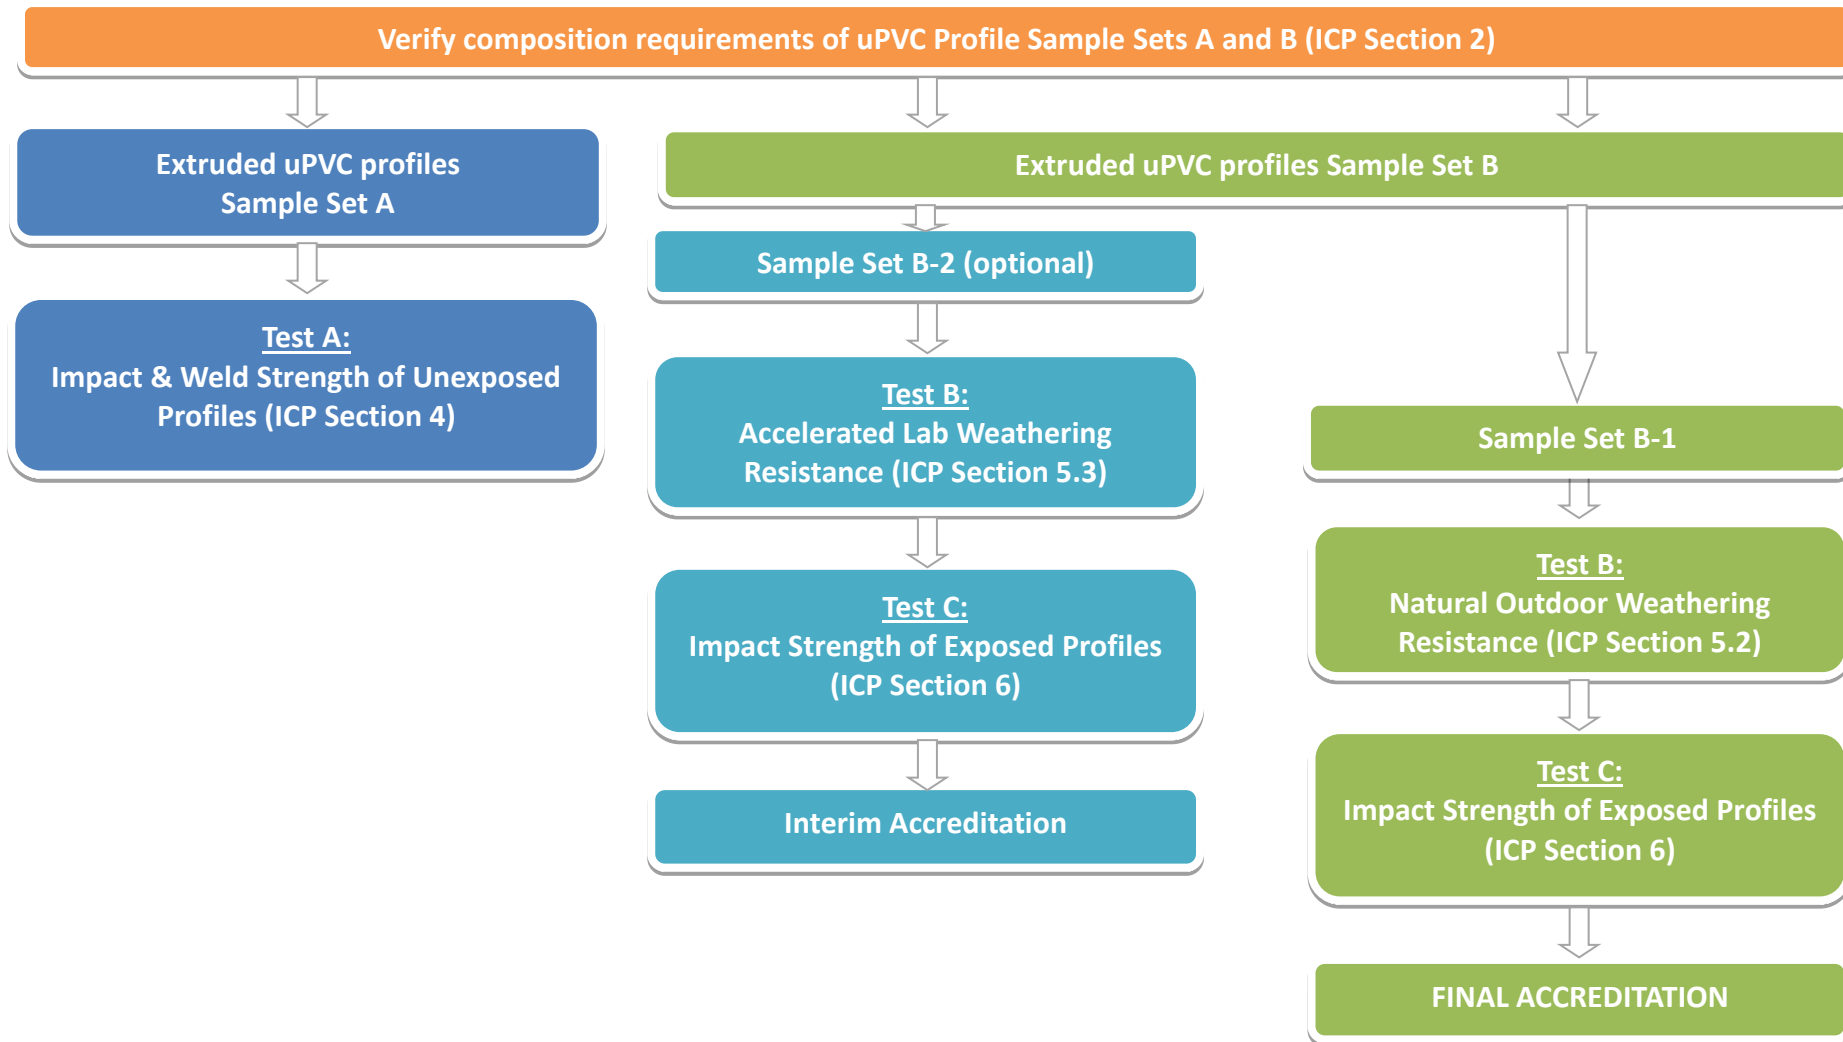 Verify composition requirements of uPVC Profile Sample Sets A and B (ICP Section 2)
Extruded uPVC profiles
Sample Set A
Test A:
Impact & Weld Strength of Unexposed
Profiles (ICP Section 4)
Extruded uPVC profiles Sample Set B
Sample Set B-2 (optional)
Test B:
Accelerated Lab Weathering
Resistance (ICP Section 5.3)
Test C:
Impact Strength of Exposed Profiles
(ICP Section 6)
Interim Accreditation
Sample Set B-1
Test B:
Natural Outdoor Weathering
Resistance (ICP Section 5.2)
Test C:
Impact Strength of Exposed Profiles
(ICP Section 6)
FINAL ACCREDITATION